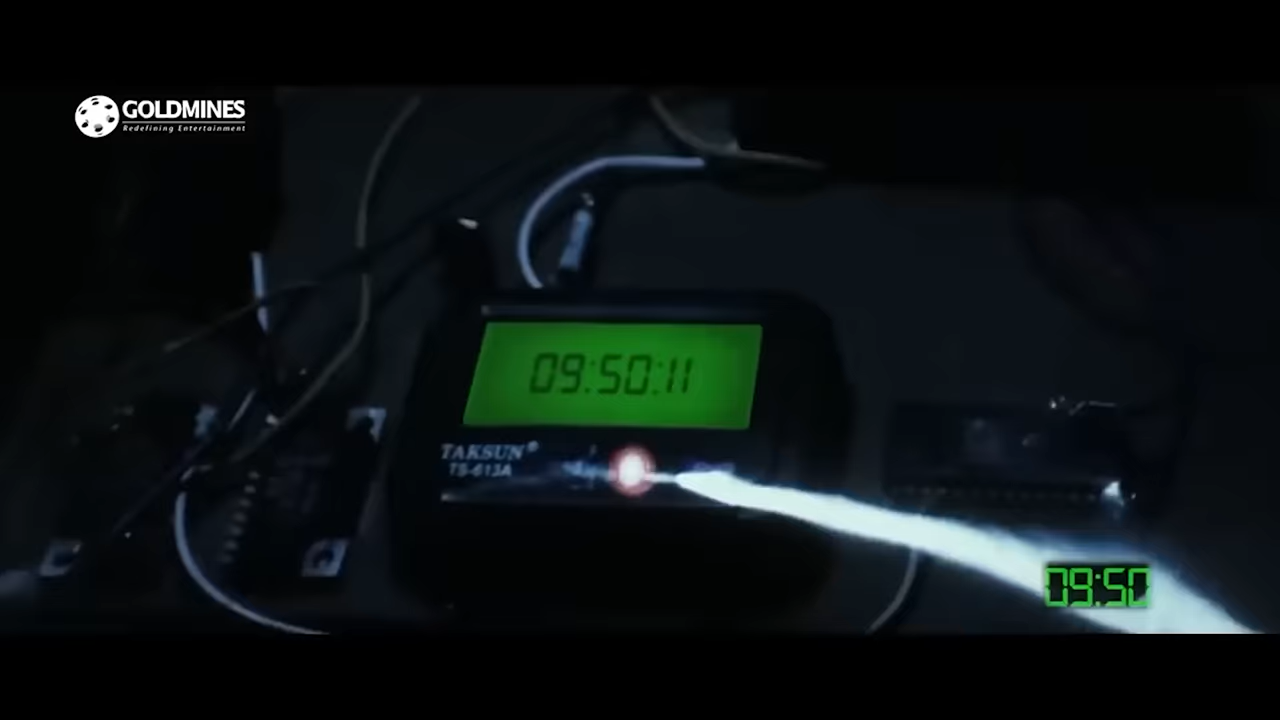 GOLDMINES
Redefining Entertainment
09:50:11
TAKSUN®
TS-613A
09:50